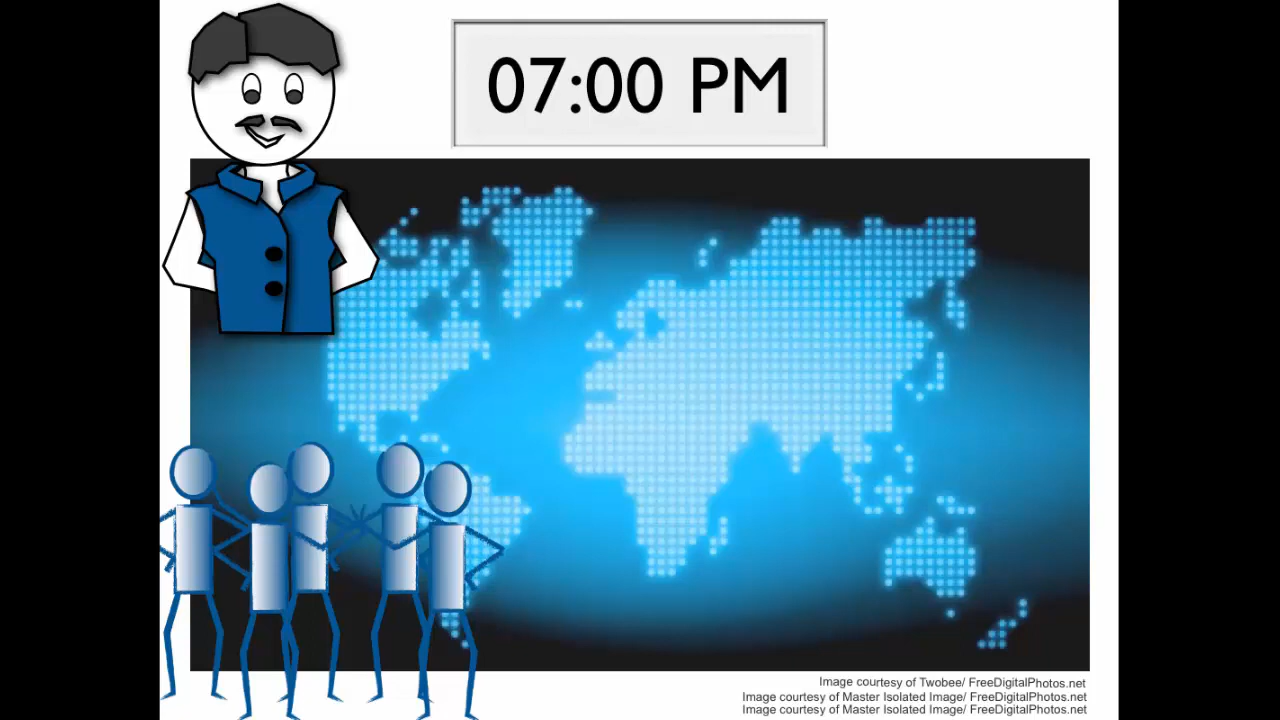 07:00 PM
Image courtesy of Twobee/ FreeDigitalPhotos.net
Image courtesy of Master Isolated Image/ FreeDigitalPhotos.net
Image courtesy of Master Isolated Image/ FreeDigitalPhotos.net